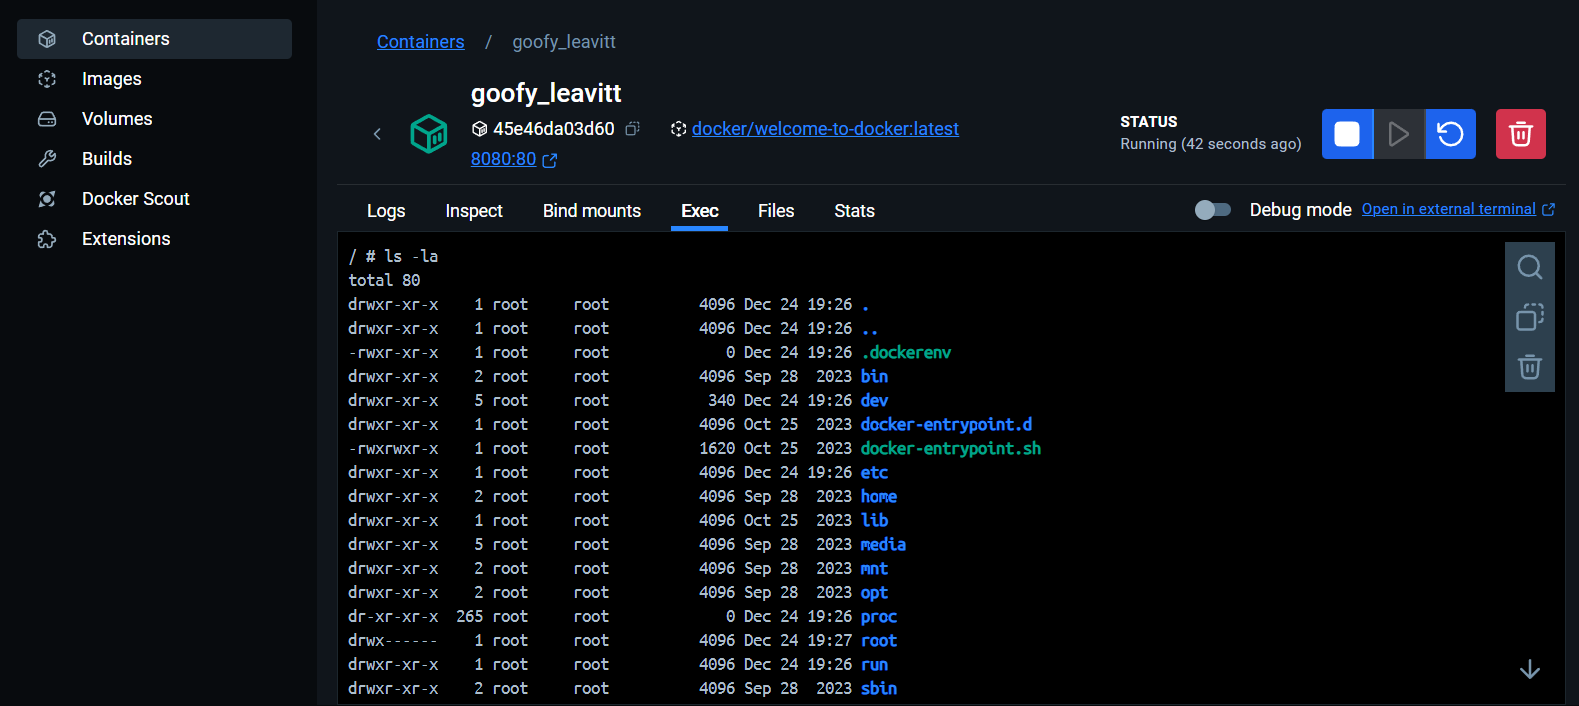 Containers
Images
Volumes
Builds
Docker Scout
Extensions
Containers / goofy_leavitt
goofy_leavitt
45e46da03d60 docker/welcome-to-docker:latest
8080:80
STATUS
Running (42 seconds ago)
Logs Inspect Bind mounts Exec Files Stats
Debug mode Open in external terminal
/ # ls -la
total 80
drwxr-xr-x    1 root     root          4096 Dec 24 19:26 .
drwxr-xr-x    1 root     root          4096 Dec 24 19:26 ..
-rwxr-xr-x    1 root     root             0 Dec 24 19:26 .dockerenv
drwxr-xr-x    2 root     root          4096 Sep 28  2023 bin
drwxr-xr-x    5 root     root           340 Dec 24 19:26 dev
drwxr-xr-x    1 root     root          4096 Oct 25  2023 docker-entrypoint.d
-rwxrwxr-x    1 root     root          1620 Oct 25  2023 docker-entrypoint.sh
drwxr-xr-x    1 root     root          4096 Dec 24 19:26 etc
drwxr-xr-x    2 root     root          4096 Sep 28  2023 home
drwxr-xr-x    1 root     root          4096 Oct 25  2023 lib
drwxr-xr-x    5 root     root          4096 Sep 28  2023 media
drwxr-xr-x    2 root     root          4096 Sep 28  2023 mnt
drwxr-xr-x    2 root     root          4096 Sep 28  2023 opt
dr-xr-xr-x  265 root     root             0 Dec 24 19:26 proc
drwx------    1 root     root          4096 Dec 24 19:27 root
drwxr-xr-x    1 root     root          4096 Dec 24 19:26 run
drwxr-xr-x    2 root     root          4096 Sep 28  2023 sbin